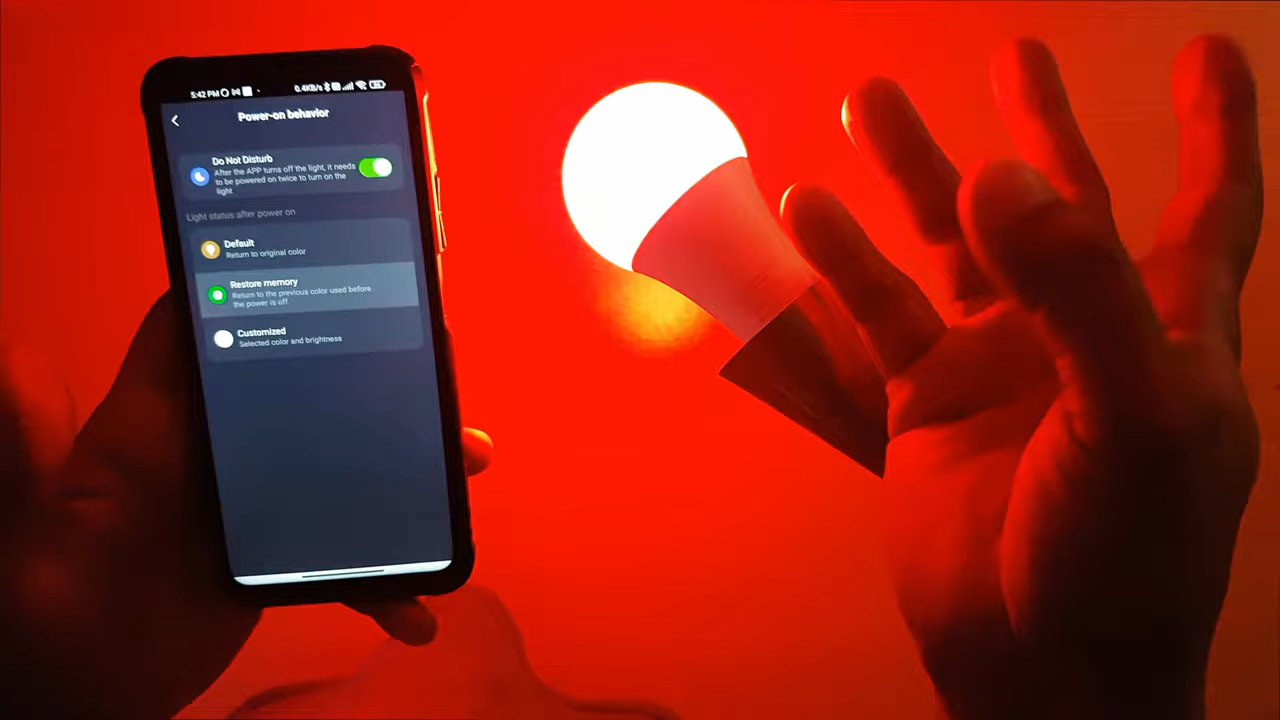 5:42 PM 0.4KB/s
Power-on behavior
Do Not Disturb
After the APP turns off the light, it needs
to be powered on twice to turn on the
light
Light status after power on
Default
Return to original color
Restore memory
Return to the previous color used before
the power is off
Customized
Selected color and brightness